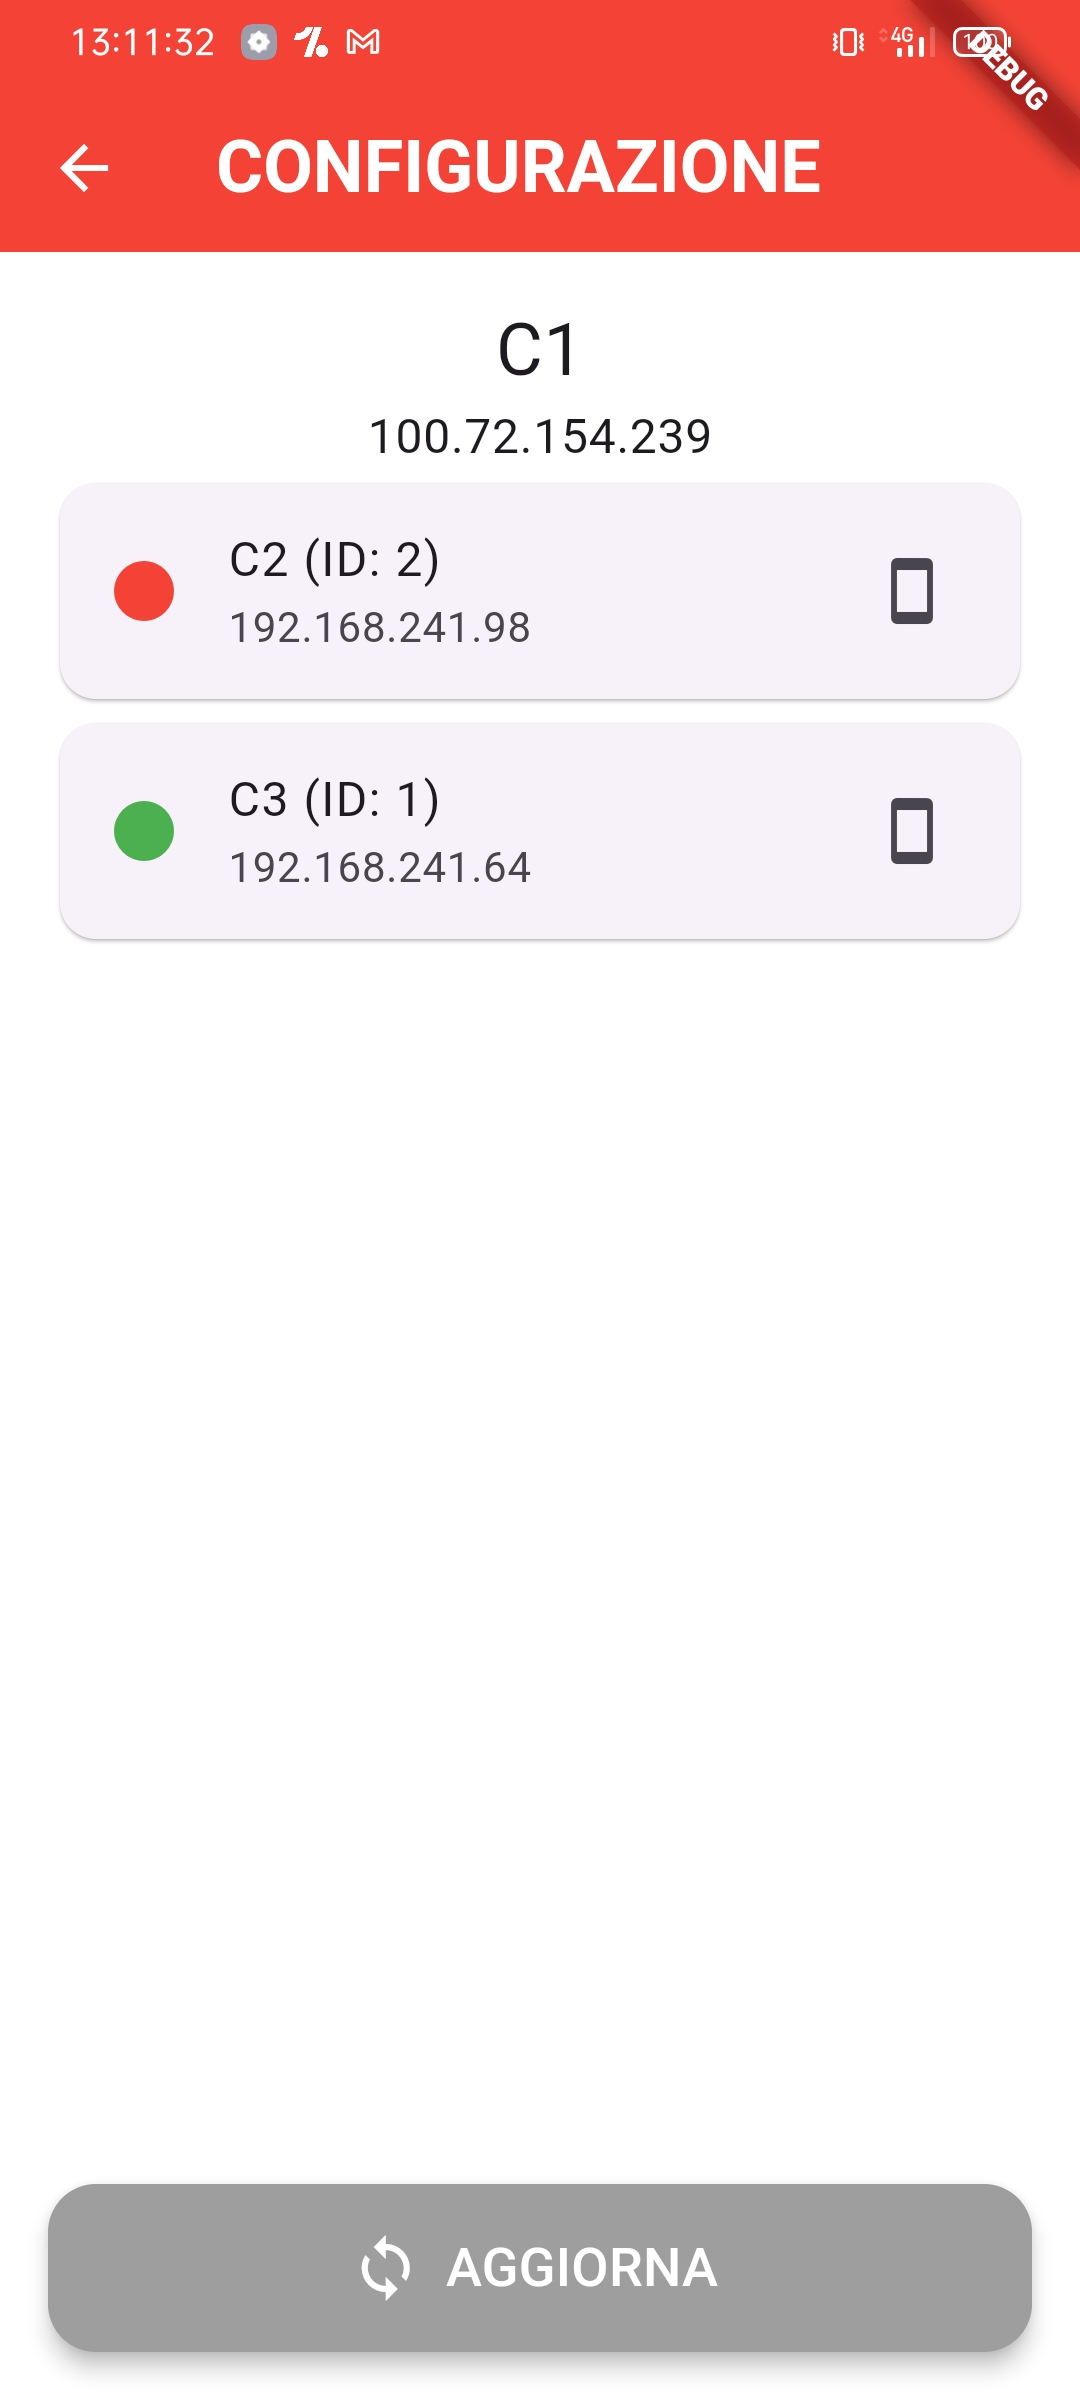 13:11:32
4G
DEBUG
CONFIGURAZIONE
C1
100.72.154.239
C2 (ID: 2)
192.168.241.98
C3 (ID: 1)
192.168.241.64
AGGIORNA